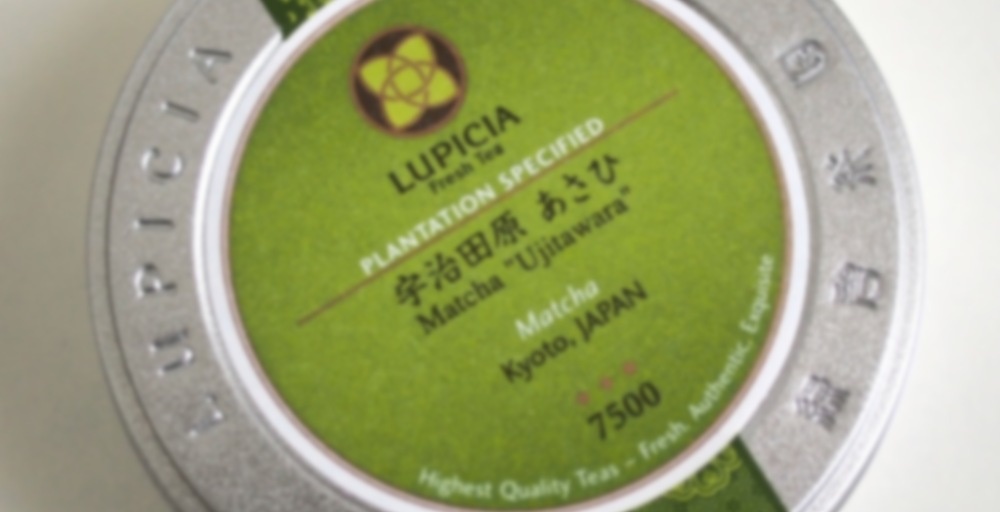 LUPICIA
LUPICIA
Fresh Tea
PLANTATION SPECIFIED
宇治田原 あさひ
Matcha "Ujitawara"
Matcha
Kyoto, JAPAN
7500
Highest Quality Teas – Fresh, Authentic, Exquisite